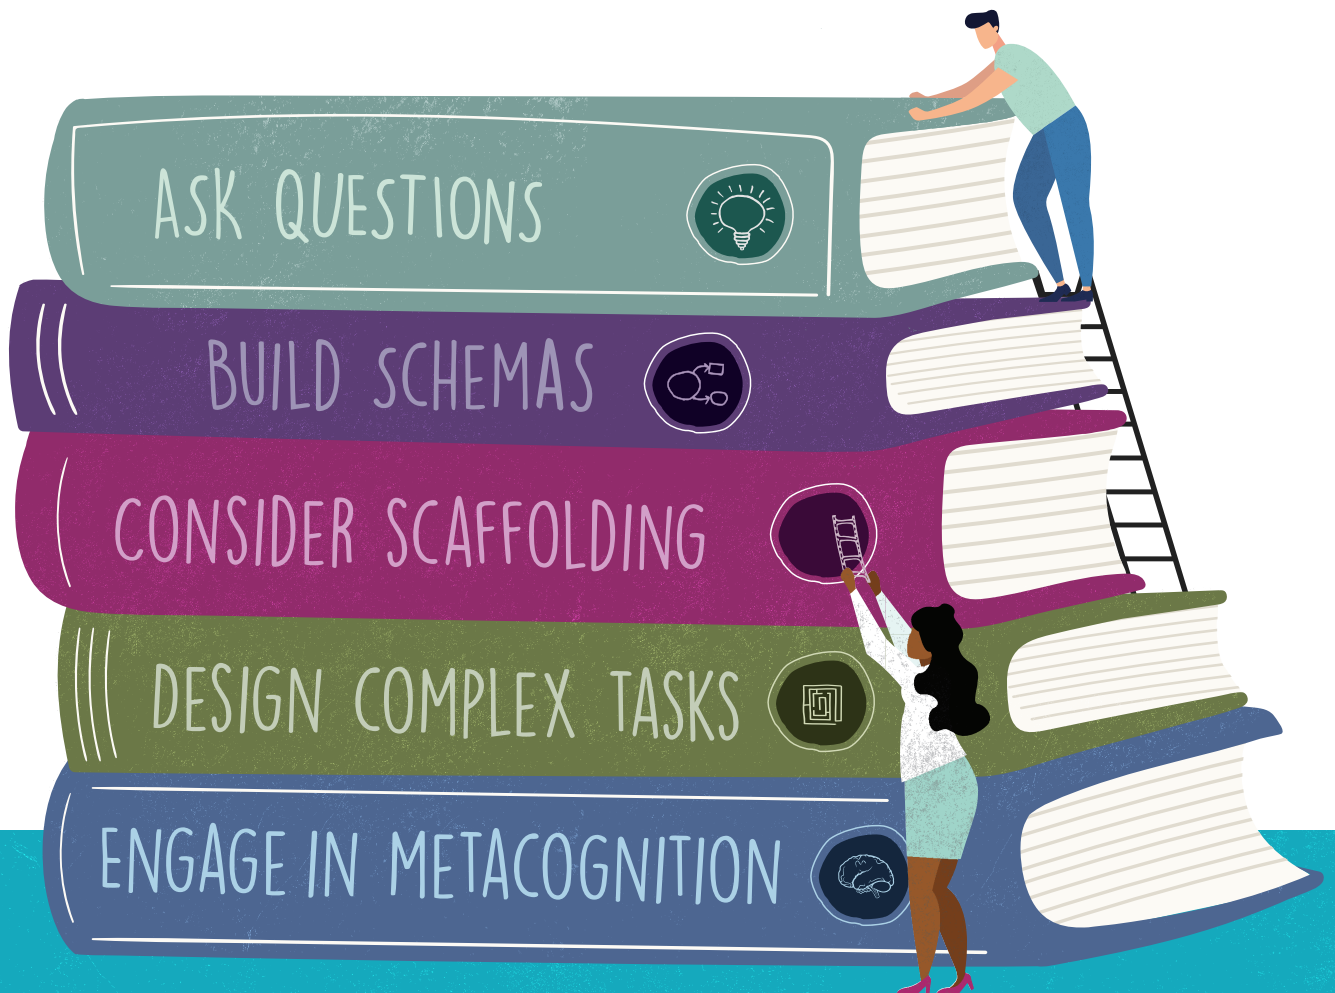 ASK QUESTIONS
BUILD SCHEMAS
CONSIDER SCAFFOLDING
DESIGN COMPLEX TASKS
ENGAGE IN METACOGNITION